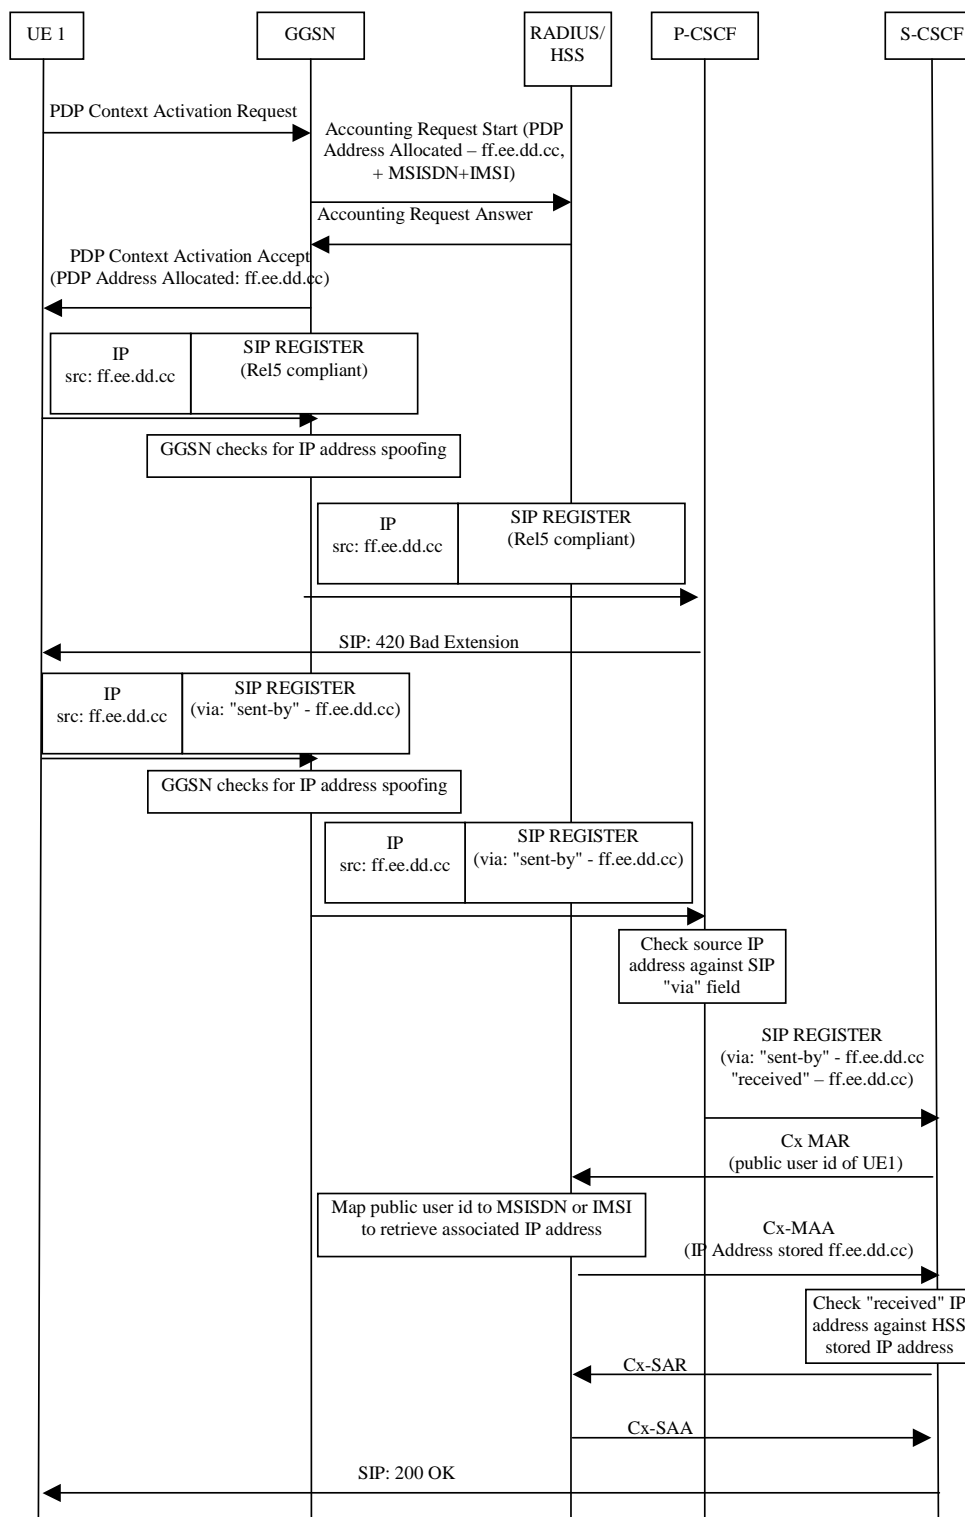 UE 1
GGSN
RADIUS/
HSS
P-CSCF
S-CSCF
PDP Context Activation Request
Accounting Request Start (PDP
Address Allocated – ff.ee.dd.cc,
+ MSISDN+IMSI)
Accounting Request Answer
PDP Context Activation Accept
(PDP Address Allocated: ff.ee.dd.cc)
IP
src: ff.ee.dd.cc
SIP REGISTER
(Rel5 compliant)
GGSN checks for IP address spoofing
IP
src: ff.ee.dd.cc
SIP REGISTER
(Rel5 compliant)
SIP: 420 Bad Extension
IP
src: ff.ee.dd.cc
SIP REGISTER
(via: "sent-by" - ff.ee.dd.cc)
GGSN checks for IP address spoofing
IP
src: ff.ee.dd.cc
SIP REGISTER
(via: "sent-by" - ff.ee.dd.cc)
Check source IP
address against SIP
"via" field
SIP REGISTER
(via: "sent-by" - ff.ee.dd.cc
"received" – ff.ee.dd.cc)
Cx MAR
(public user id of UE1)
Map public user id to MSISDN or IMSI
to retrieve associated IP address
Cx-MAA
(IP Address stored ff.ee.dd.cc)
Check "received" IP
address against HSS
stored IP address
Cx-SAR
Cx-SAA
SIP: 200 OK